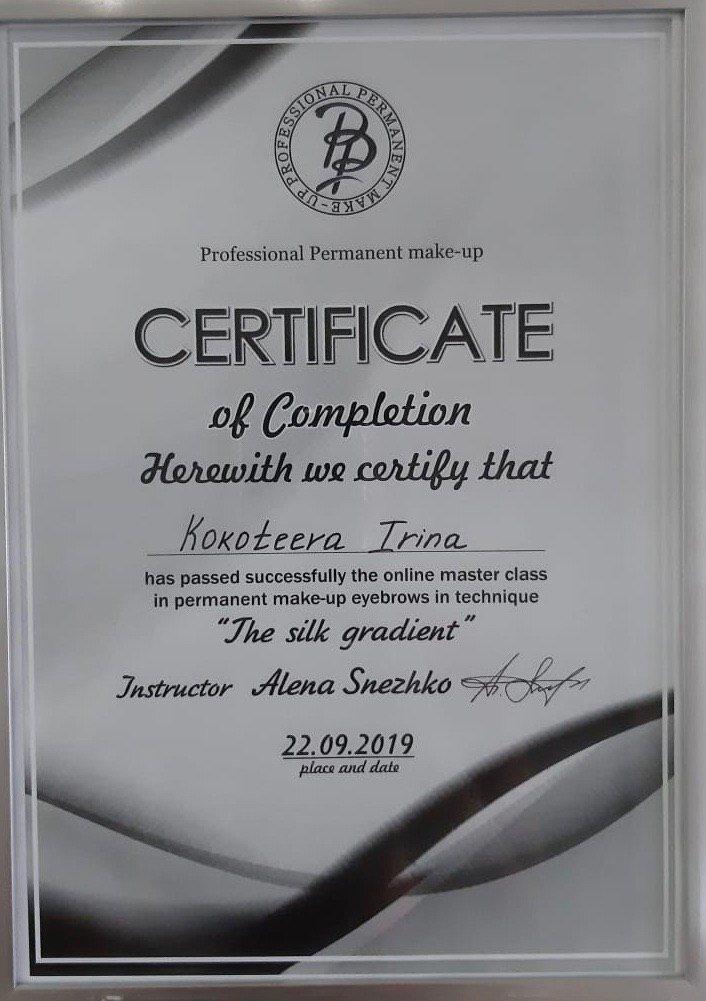 PROFESSIONAL PERMANENT MAKE-UP
Professional Permanent make-up
CERTIFICATE
of Completion
Herewith we certify that
Kokoteeva Irina
has passed successfully the online master class
in permanent make-up eyebrows in technique
"The silk gradient"
Instructor Alena Snezhko
22.09.2019
place and date